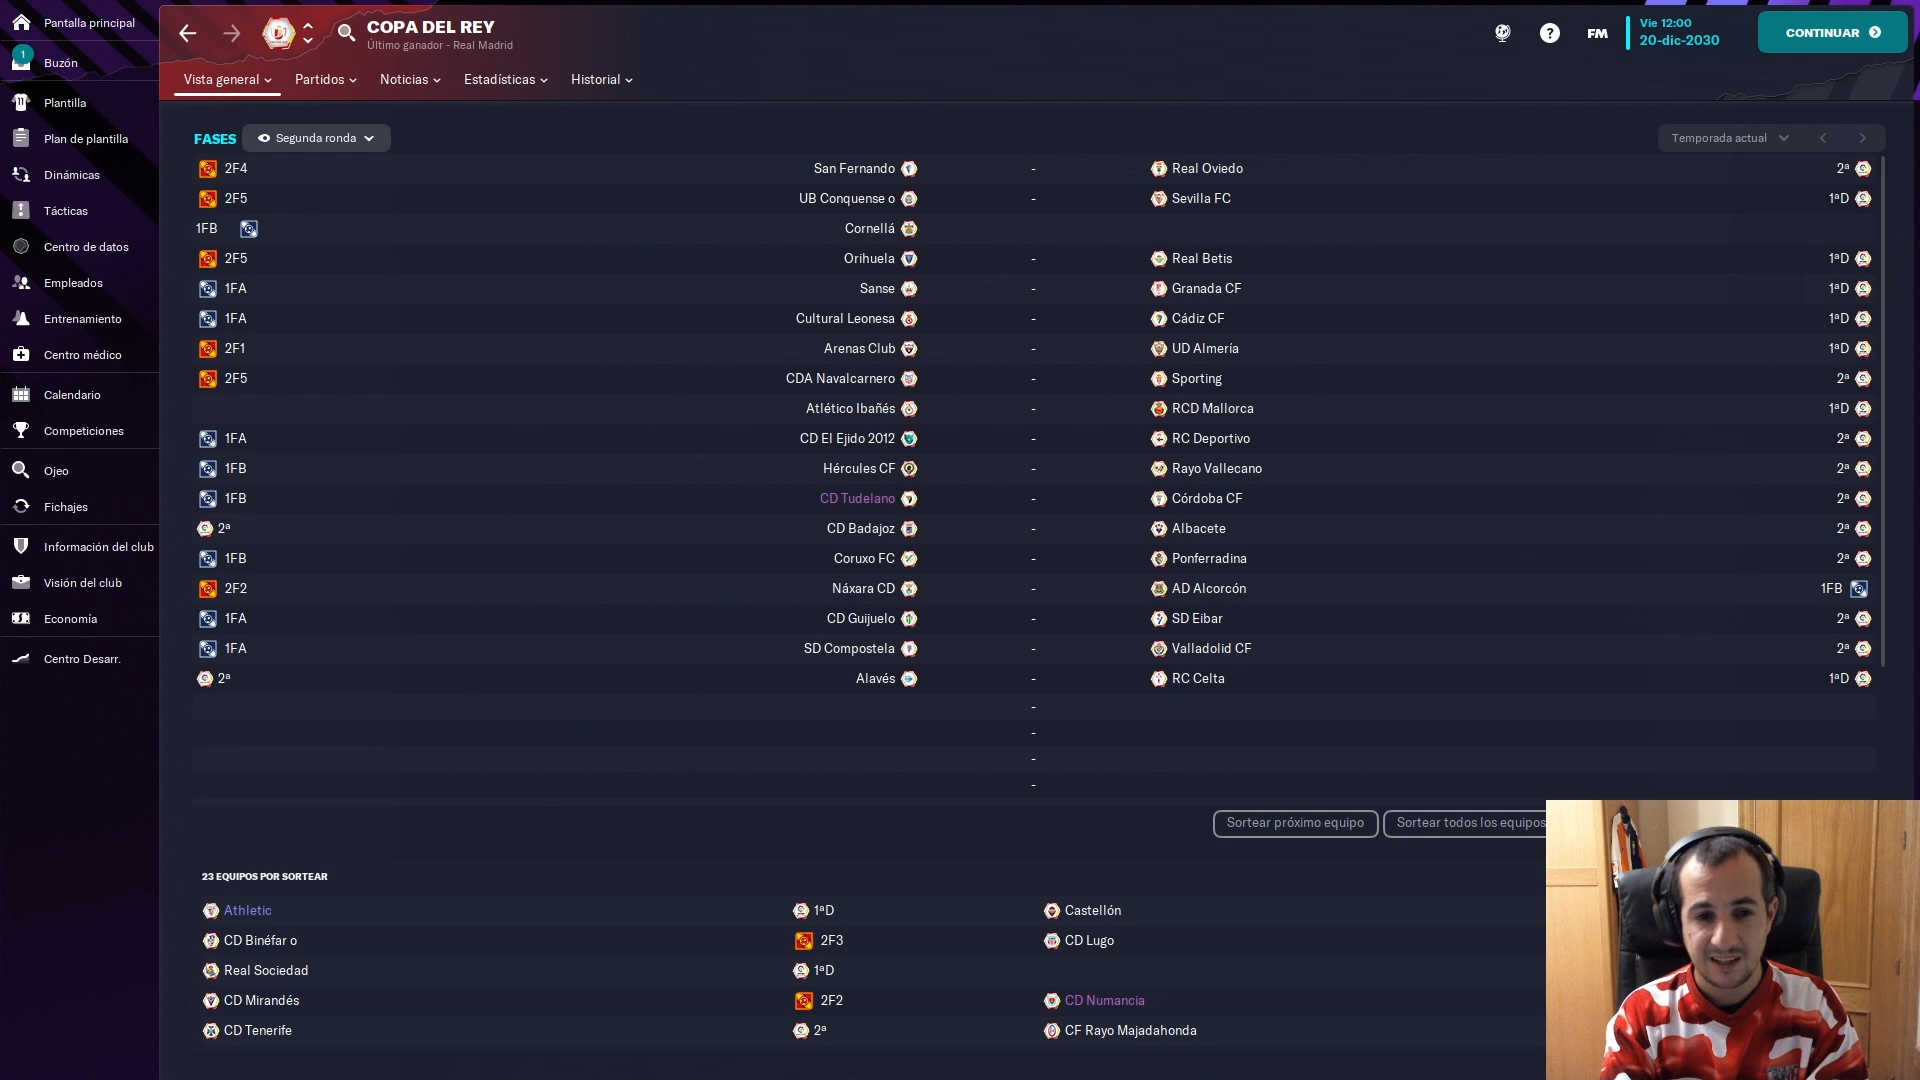 Pantalla principal
1
Buzón
Plantilla
Plan de plantilla
Dinámicas
Tácticas
Centro de datos
Empleados
Entrenamiento
Centro médico
Calendario
Competiciones
Ojeo
Fichajes
Información del club
Visión del club
Economía
Centro Desarr.
COPA DEL REY
Último ganador - Real Madrid
FM
Vie 12:00
20-dic-2030
CONTINUAR
Vista general Partidos Noticias Estadísticas Historial
FASES Segunda ronda Temporada actual
2F4 San Fernando - Real Oviedo 2ª
2F5 UB Conquense o - Sevilla FC 1ªD
1FB Cornellá
2F5 Orihuela - Real Betis 1ªD
1FA Sanse - Granada CF 1ªD
1FA Cultural Leonesa - Cádiz CF 1ªD
2F1 Arenas Club - UD Almería 1ªD
2F5 CDA Navalcarnero - Sporting 2ª
Atlético Ibañés - RCD Mallorca 1ªD
1FA CD El Ejido 2012 - RC Deportivo 2ª
1FB Hércules CF - Rayo Vallecano 2ª
1FB CD Tudelano - Córdoba CF 2ª
2ª CD Badajoz - Albacete 2ª
1FB Coruxo FC - Ponferradina 2ª
2F2 Náxara CD - AD Alcorcón 1FB
1FA CD Guijuelo - SD Eibar 2ª
1FA SD Compostela - Valladolid CF 2ª
2ª Alavés - RC Celta 1ªD
-
-
-
-
Sortear próximo equipo Sortear todos los equipos
23 EQUIPOS POR SORTEAR
Athletic 1ªD Castellón
CD Binéfar o 2F3 CD Lugo
Real Sociedad 1ªD
CD Mirandés 2F2 CD Numancia
CD Tenerife 2ª CF Rayo Majadahonda